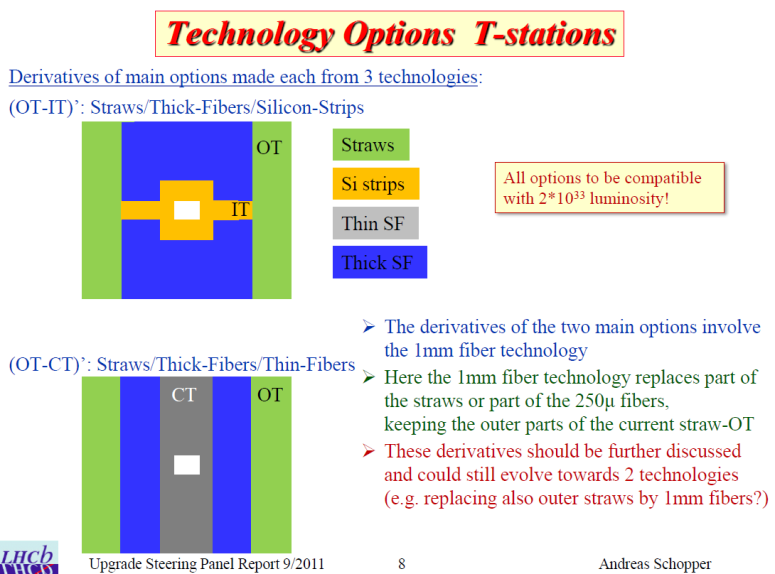 Technology Options T-stations
Derivatives of main options made each from 3 technologies:
(OT-IT)’: Straws/Thick-Fibers/Silicon-Strips
OT
IT
Straws
Si strips
Thin SF
Thick SF
All options to be compatible
with 2*10³³ luminosity!
➢ The derivatives of the two main options involve
the 1mm fiber technology
(OT-CT)’: Straws/Thick-Fibers/Thin-Fibers
CT
OT
➢ Here the 1mm fiber technology replaces part of
the straws or part of the 250μ fibers,
keeping the outer parts of the current straw-OT
➢ These derivatives should be further discussed
and could still evolve towards 2 technologies
(e.g. replacing also outer straws by 1mm fibers?)
LHCb
Upgrade Steering Panel Report 9/2011
8
Andreas Schopper